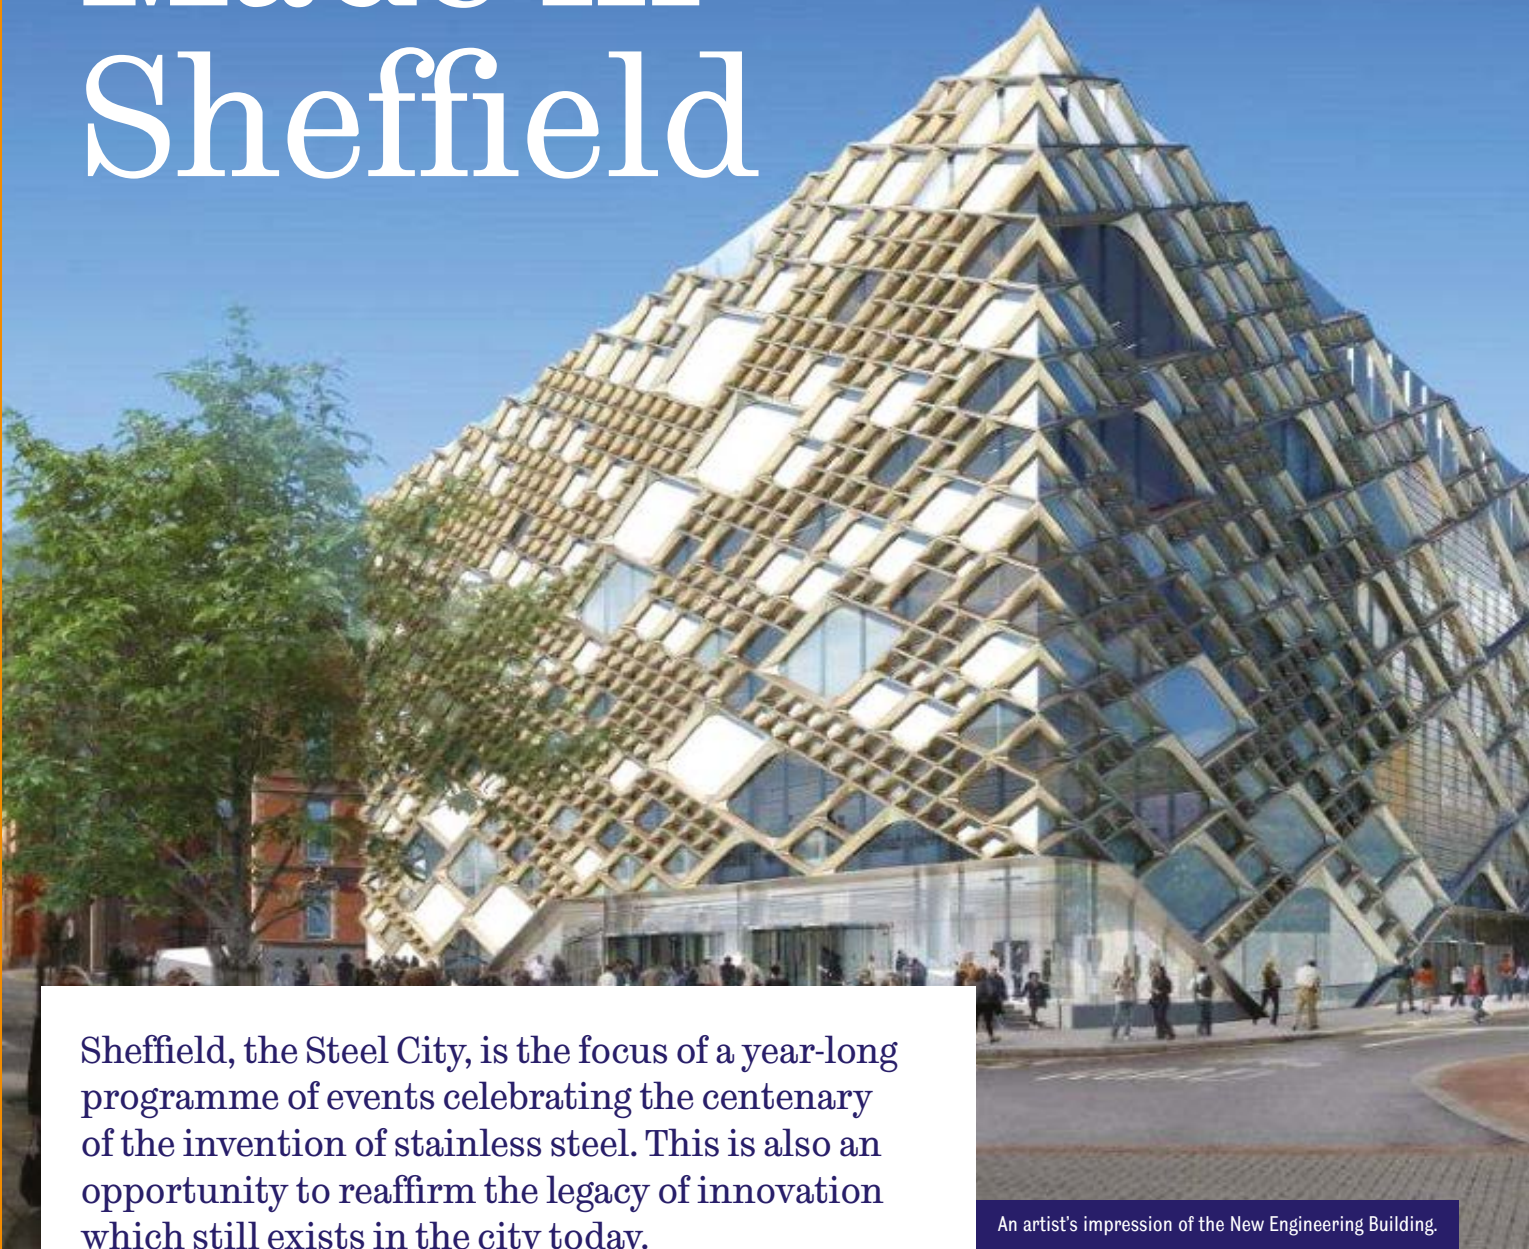 Made in
Sheffield
Sheffield, the Steel City, is the focus of a year-long
programme of events celebrating the centenary
of the invention of stainless steel. This is also an
opportunity to reaffirm the legacy of innovation
which still exists in the city today.
An artist's impression of the New Engineering Building.